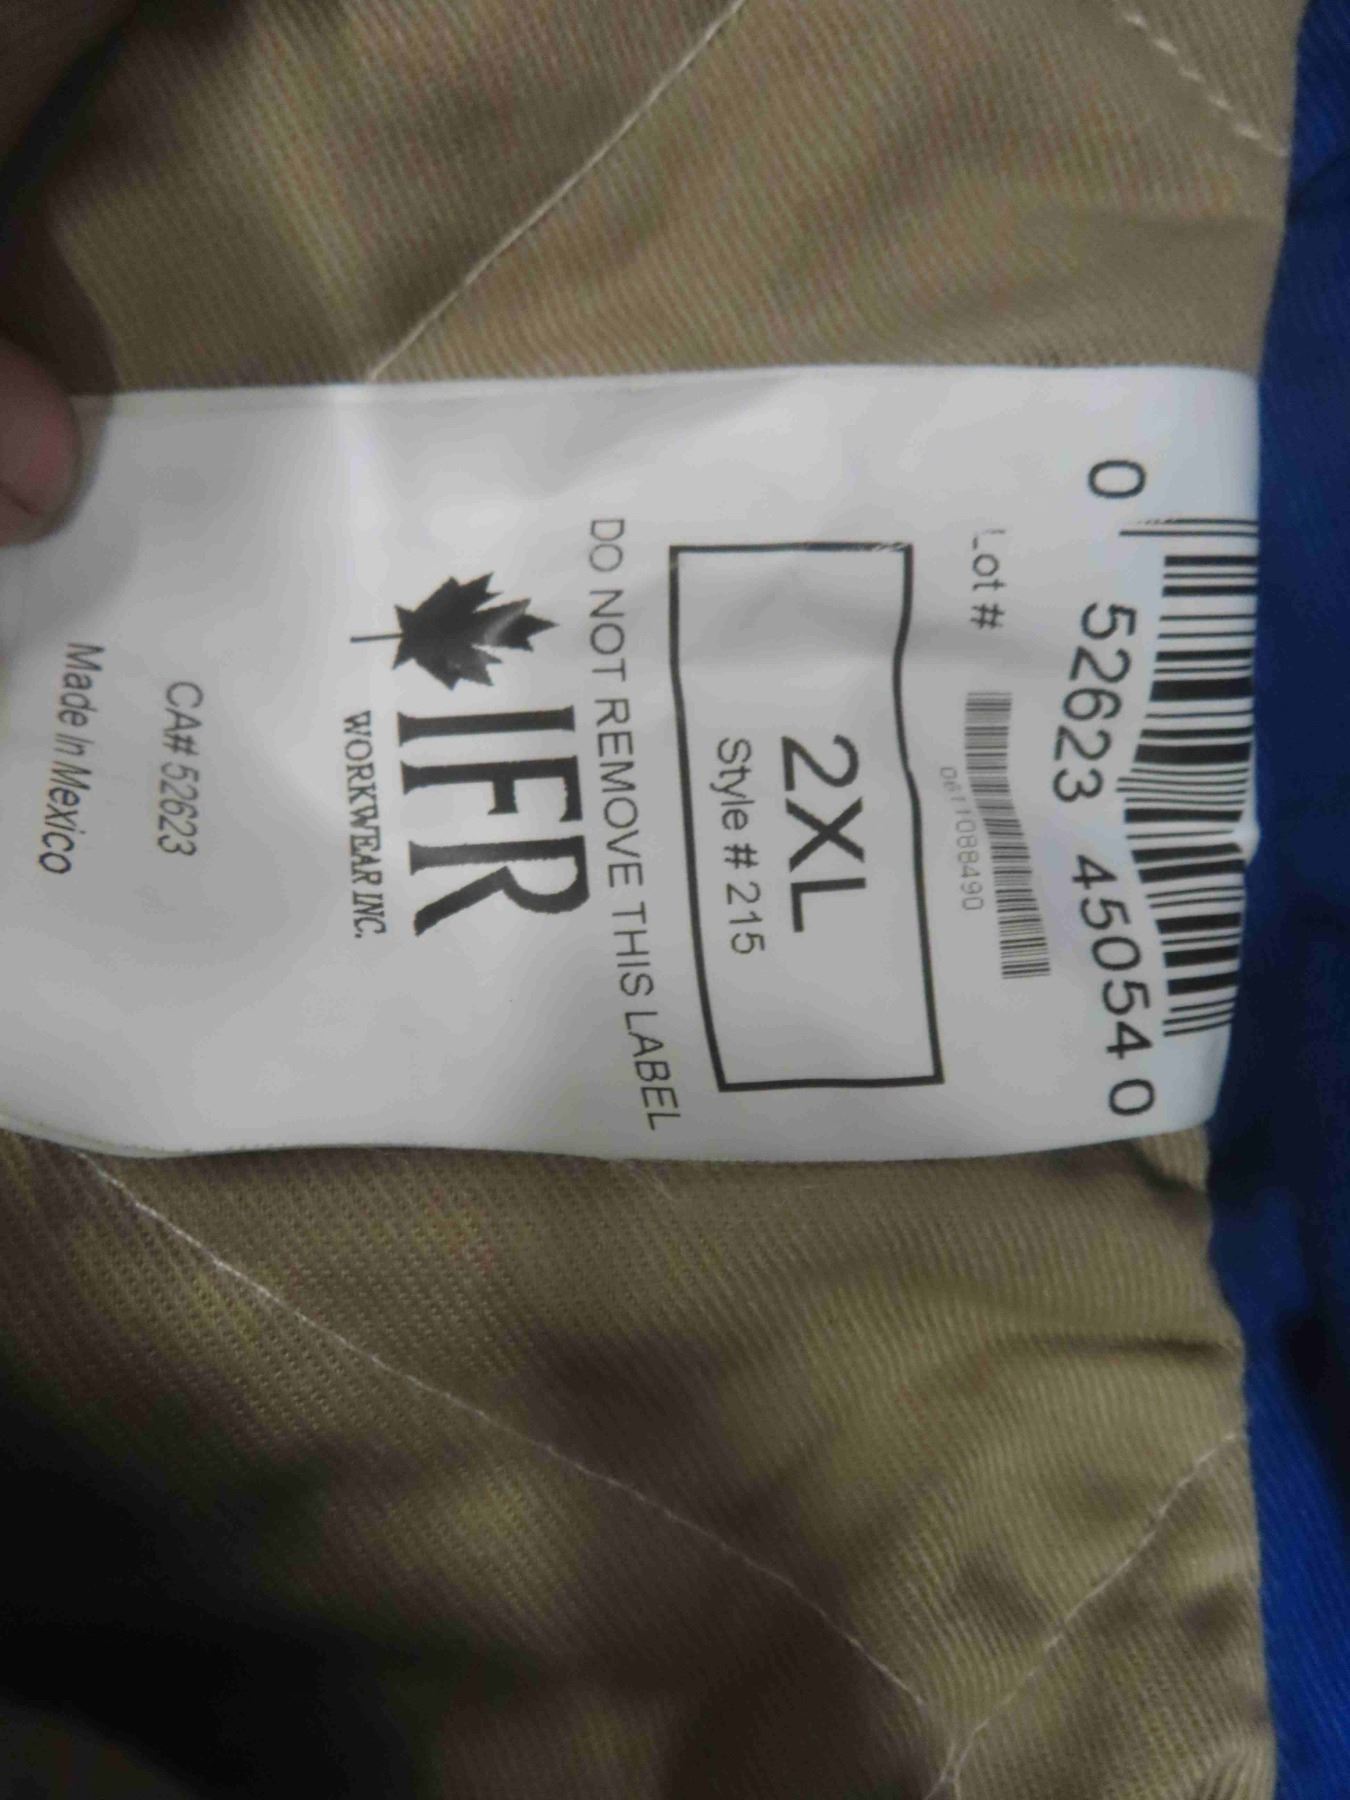 0 52623 45054 0
Lot #
0611088490
2XL
Style # 215
DO NOT REMOVE THIS LABEL
IFR
WORKWEAR INC.
CA# 52623
Made In Mexico